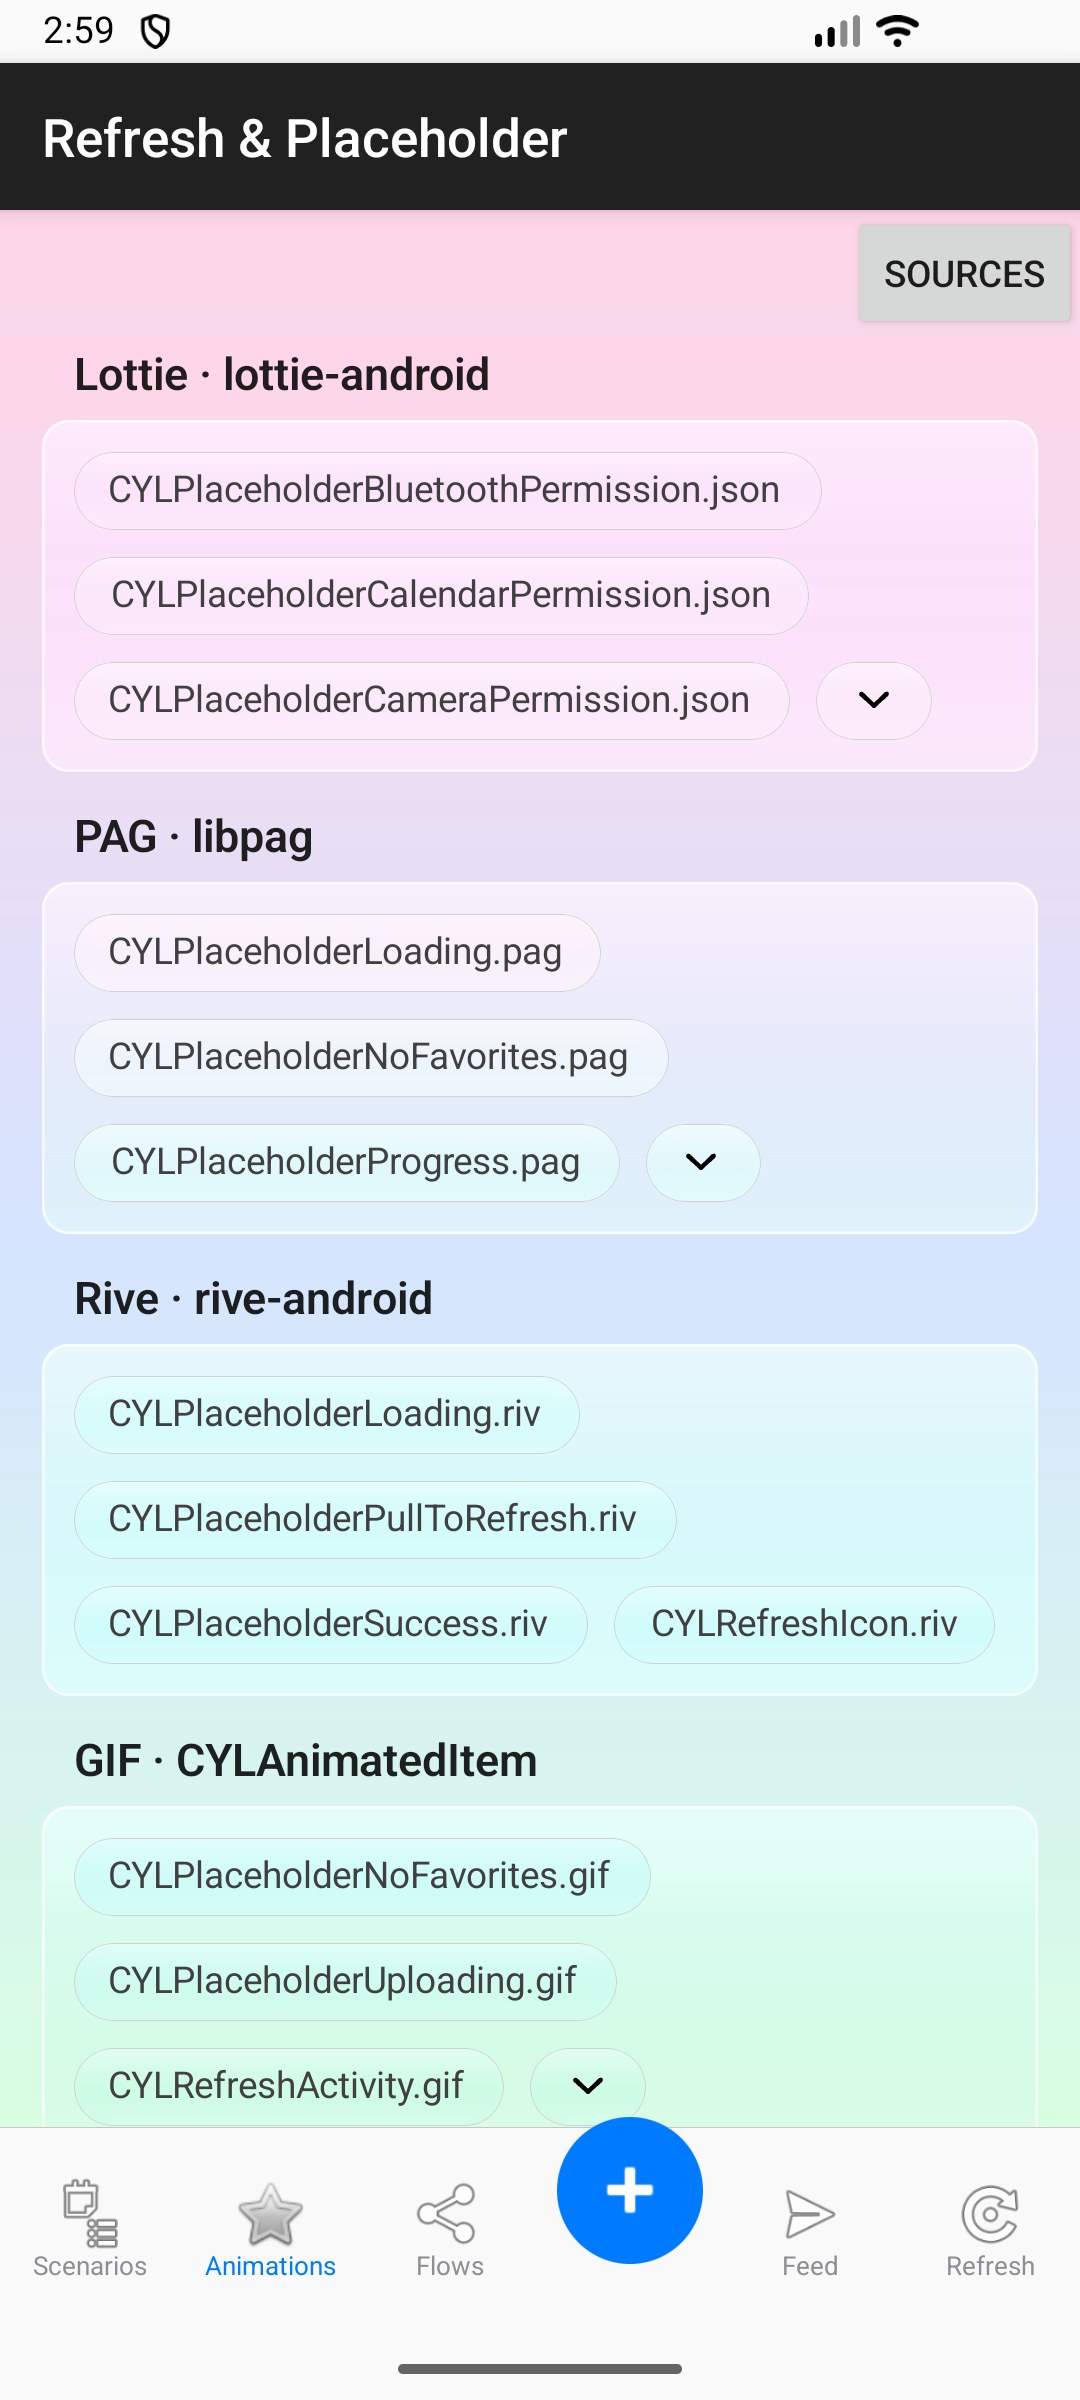 2:59
Refresh & Placeholder
SOURCES
Lottie · lottie-android
CYLPlaceholderBluetoothPermission.json
CYLPlaceholderCalendarPermission.json
CYLPlaceholderCameraPermission.json
PAG · libpag
CYLPlaceholderLoading.pag
CYLPlaceholderNoFavorites.pag
CYLPlaceholderProgress.pag
Rive · rive-android
CYLPlaceholderLoading.riv
CYLPlaceholderPullToRefresh.riv
CYLPlaceholderSuccess.riv CYLRefreshIcon.riv
GIF · CYLAnimatedItem
CYLPlaceholderNoFavorites.gif
CYLPlaceholderUploading.gif
CYLRefreshActivity.gif
Scenarios Animations Flows Feed Refresh